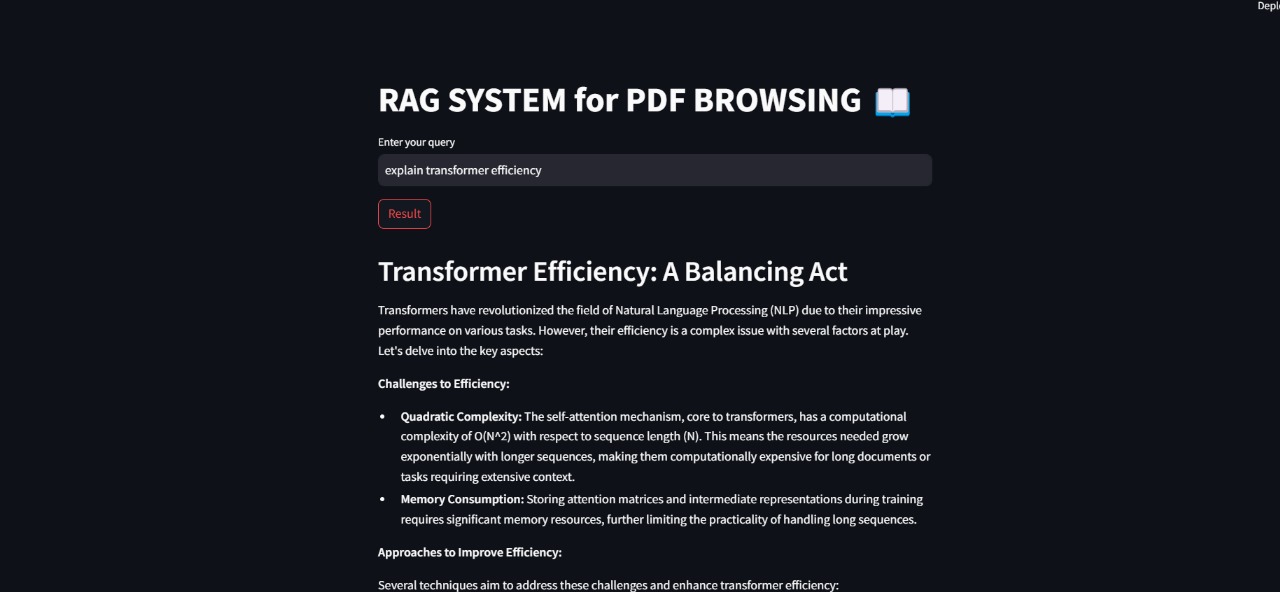 RAG SYSTEM for PDF BROWSING 📖
Enter your query
explain transformer efficiency
Result
Transformer Efficiency: A Balancing Act
Transformers have revolutionized the field of Natural Language Processing (NLP) due to their impressive
performance on various tasks. However, their efficiency is a complex issue with several factors at play.
Let's delve into the key aspects:
Challenges to Efficiency:
• Quadratic Complexity: The self-attention mechanism, core to transformers, has a computational
complexity of O(N^2) with respect to sequence length (N). This means the resources needed grow
exponentially with longer sequences, making them computationally expensive for long documents or
tasks requiring extensive context.
• Memory Consumption: Storing attention matrices and intermediate representations during training
requires significant memory resources, further limiting the practicality of handling long sequences.
Approaches to Improve Efficiency:
Several techniques aim to address these challenges and enhance transformer efficiency: